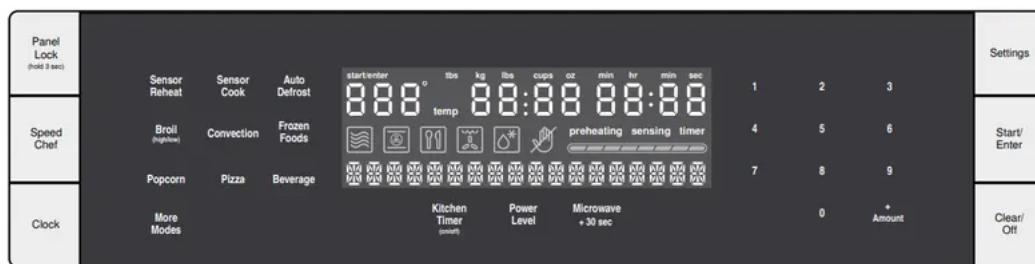 Panel
Lock
(hold 3 sec)
Speed
Chef
Clock
Sensor
Reheat
Sensor
Cook
Auto
Defrost
Broil
(high/low)
Convection
Frozen
Foods
Popcorn
Pizza
Beverage
More
Modes
start/enter
tbs kg lbs cups oz min hr min sec
888° temp 88:88 88:88
preheating sensing timer
Kitchen
Timer
(on/off)
Power
Level
Microwave
+ 30 sec
1 2 3
4 5 6
7 8 9
0
+
Amount
Settings
Start/
Enter
Clear/
Off